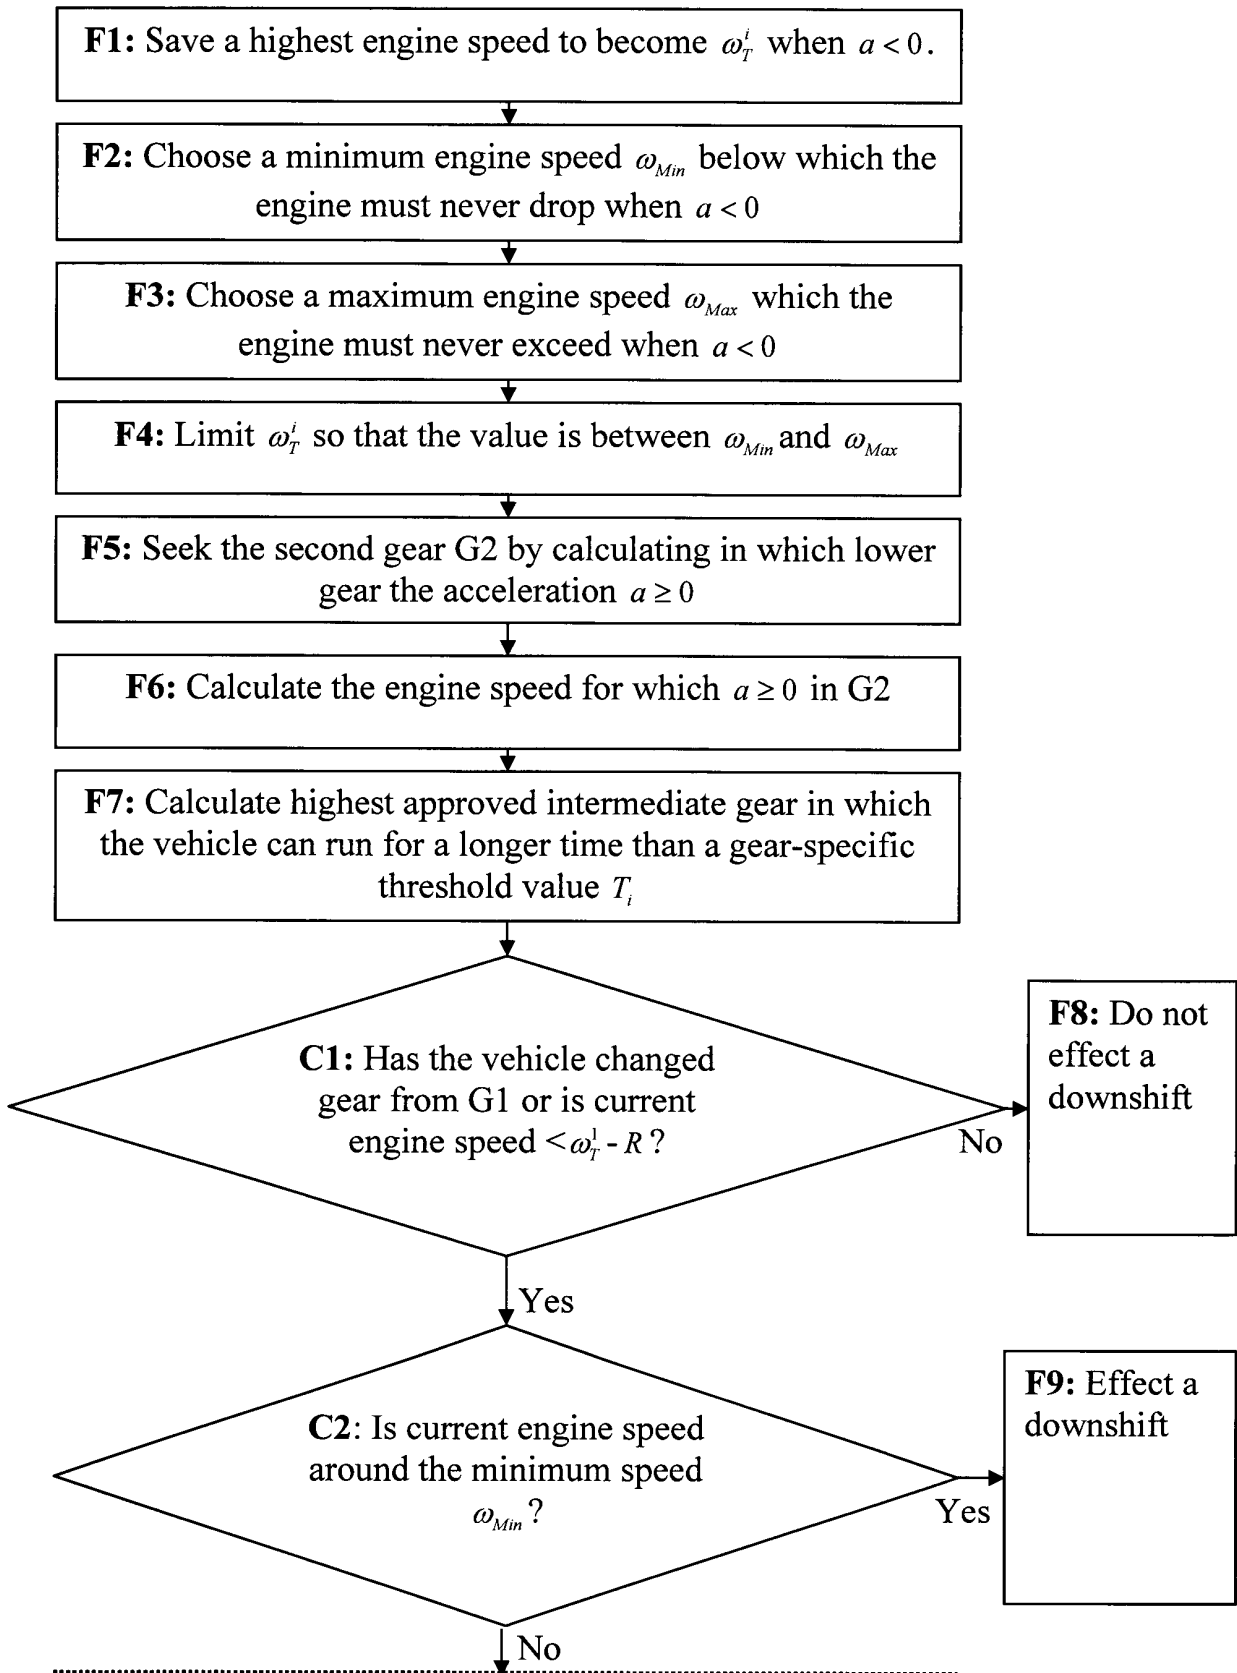 F1: Save a highest engine speed to become ω_T^i when a < 0.
F2: Choose a minimum engine speed ω_Min below which the
engine must never drop when a < 0
F3: Choose a maximum engine speed ω_Max which the
engine must never exceed when a < 0
F4: Limit ω_T^i so that the value is between ω_Min and ω_Max
F5: Seek the second gear G2 by calculating in which lower
gear the acceleration a ≥ 0
F6: Calculate the engine speed for which a ≥ 0 in G2
F7: Calculate highest approved intermediate gear in which
the vehicle can run for a longer time than a gear-specific
threshold value T_i
C1: Has the vehicle changed
gear from G1 or is current
engine speed < ω_T^1 - R ?
No
F8: Do not
effect a
downshift
Yes
C2: Is current engine speed
around the minimum speed
ω_Min ?
Yes
F9: Effect a
downshift
No